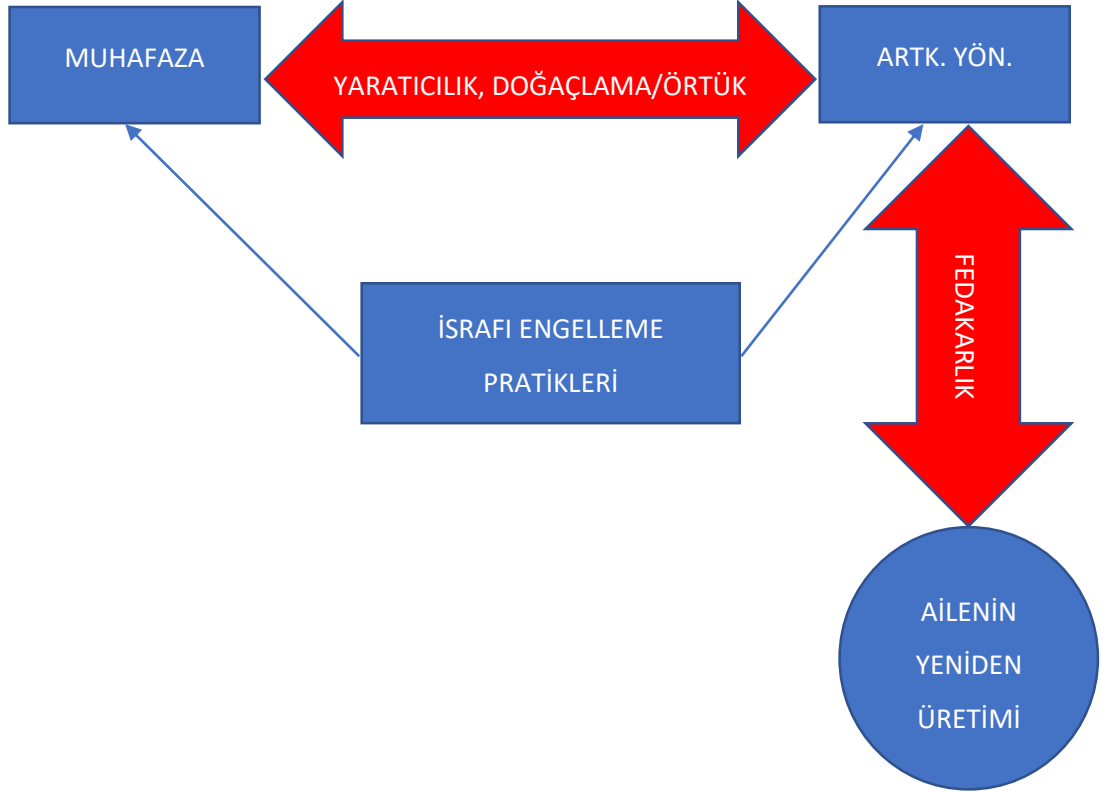 MUHAFAZA
YARATICILIK, DOĞAÇLAMA/ÖRTÜK
ARTK. YÖN.
İSRAFI ENGELLEME
PRATİKLERİ
FEDAKARLIK
AİLENİN
YENİDEN
ÜRETİMİ